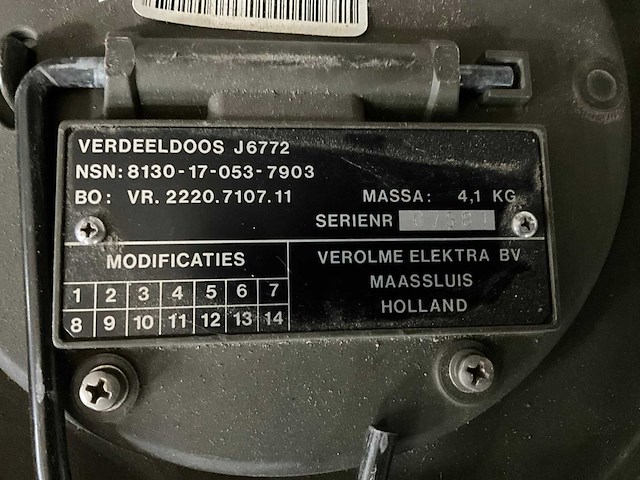 VERDEELDOOS J6772
NSN: 8130-17-053-7903
BO: VR. 2220.7107.11 MASSA: 4,1 KG
SERIENR
MODIFICATIES
1 2 3 4 5 6 7
8 9 10 11 12 13 14
VEROLME ELEKTRA BV
MAASSLUIS
HOLLAND